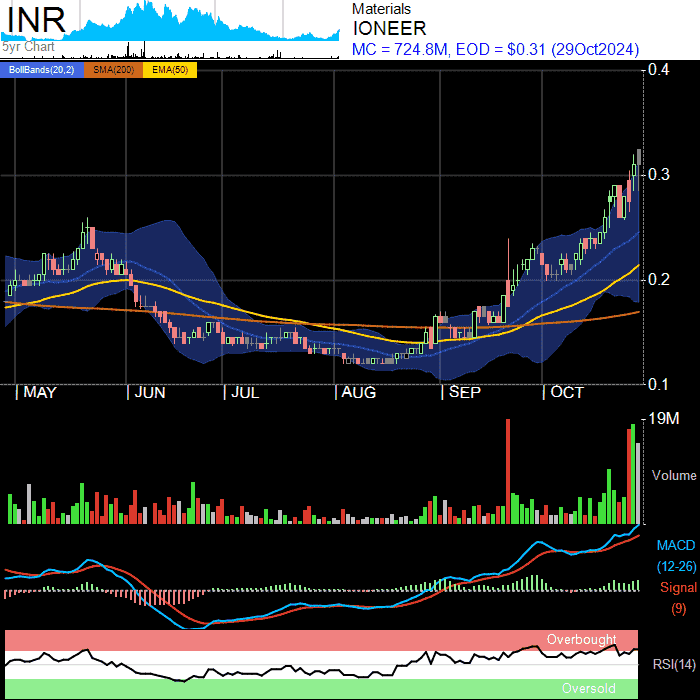 INR
5yr Chart
Materials
IONEER
MC = 724.8M, EOD = $0.31 (29Oct2024)
BollBands(20,2) SMA(200) EMA(50)
0.4
0.3
0.2
0.1
MAY JUN JUL AUG SEP OCT
19M
Volume
MACD
(12-26)
Signal
(9)
Overbought
RSI(14)
Oversold